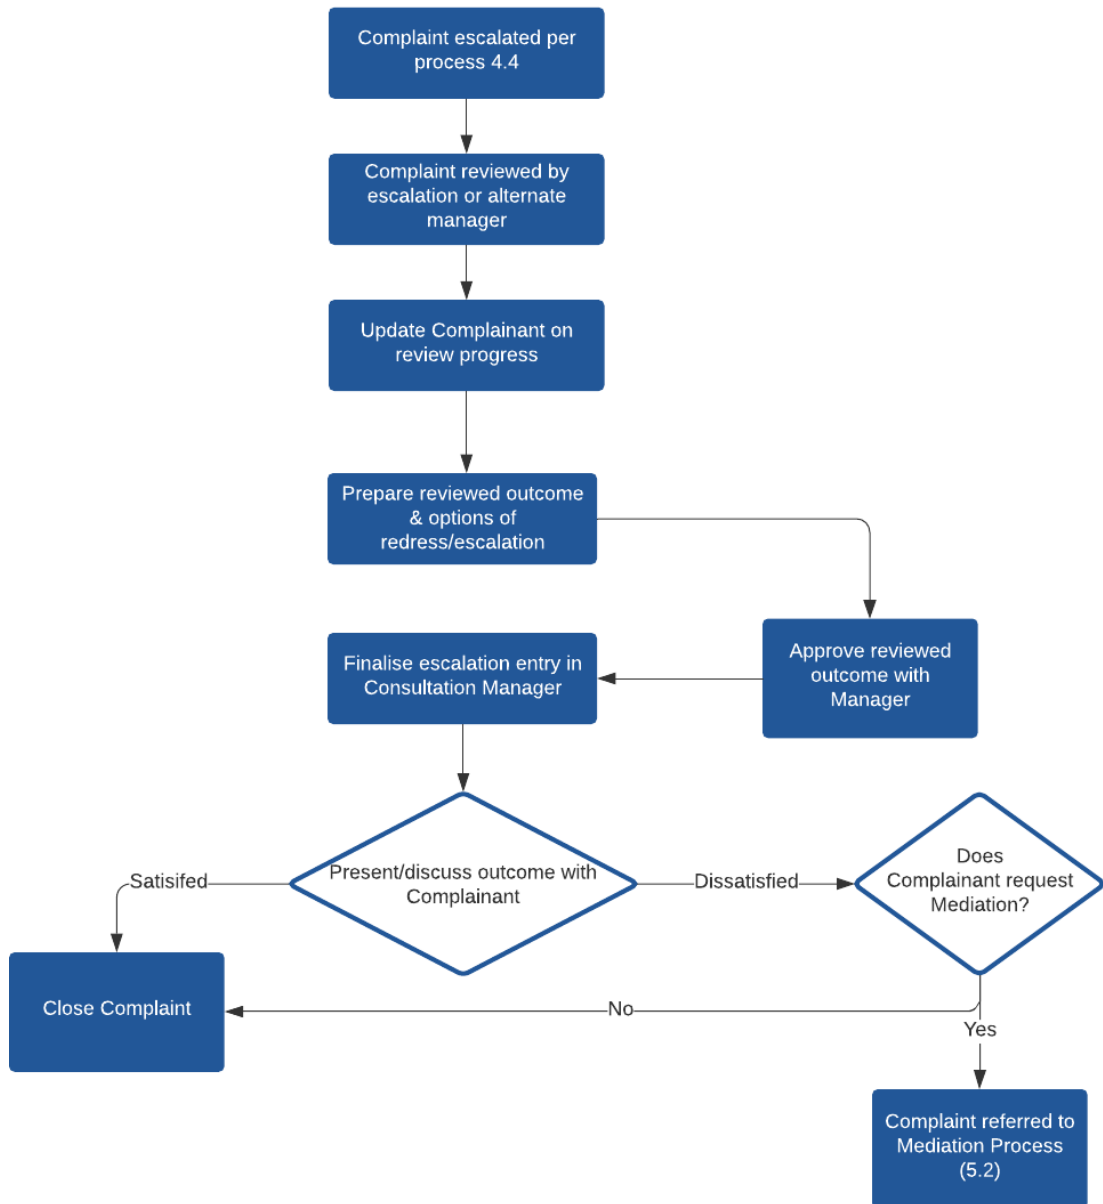 Complaint escalated per
process 4.4
Complaint reviewed by
escalation or alternate
manager
Update Complainant on
review progress
Prepare reviewed outcome
& options of
redress/escalation
Approve reviewed
outcome with
Manager
Finalise escalation entry in
Consultation Manager
Present/discuss outcome with
Complainant
Satisifed
Dissatisfied
Does
Complainant request
Mediation?
Close Complaint
No
Yes
Complaint referred to
Mediation Process
(5.2)